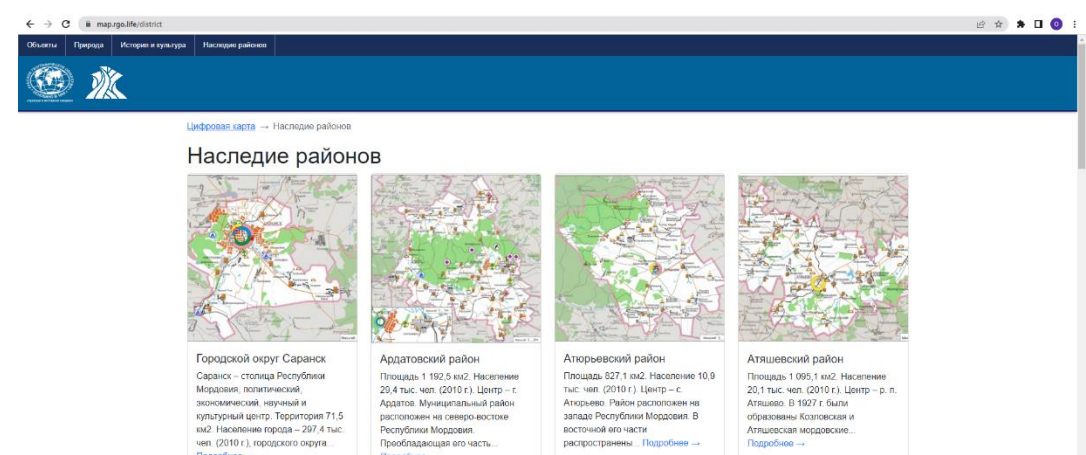 map.rgo.life/district
Объекты Природа История и культура Наследие районов
Цифровая карта → Наследие районов
Наследие районов
Городской округ Саранск
Саранск – столица Республики
Мордовия, политический,
экономический, научный и
культурный центр. Территория 71,5
км2. Население города – 297,4 тыс.
чел. (2010 г.), городского округа...
Ардатовский район
Площадь 1 192,5 км2. Население
29,4 тыс. чел. (2010 г.). Центр – г.
Ардатов. Муниципальный район
расположен на северо-востоке
Республики Мордовия.
Преобладающая его часть...
Атюрьевский район
Площадь 827,1 км2. Население 10,9
тыс. чел. (2010 г.). Центр – с.
Атюрьево. Район расположен на
западе Республики Мордовия. В
восточной его части
распространены... Подробнее →
Атяшевский район
Площадь 1 095,1 км2. Население
20,1 тыс. чел. (2010 г.). Центр – р. п.
Атяшево. В 1927 г. были
образованы Козловская и
Атяшевская мордовские...
Подробнее →